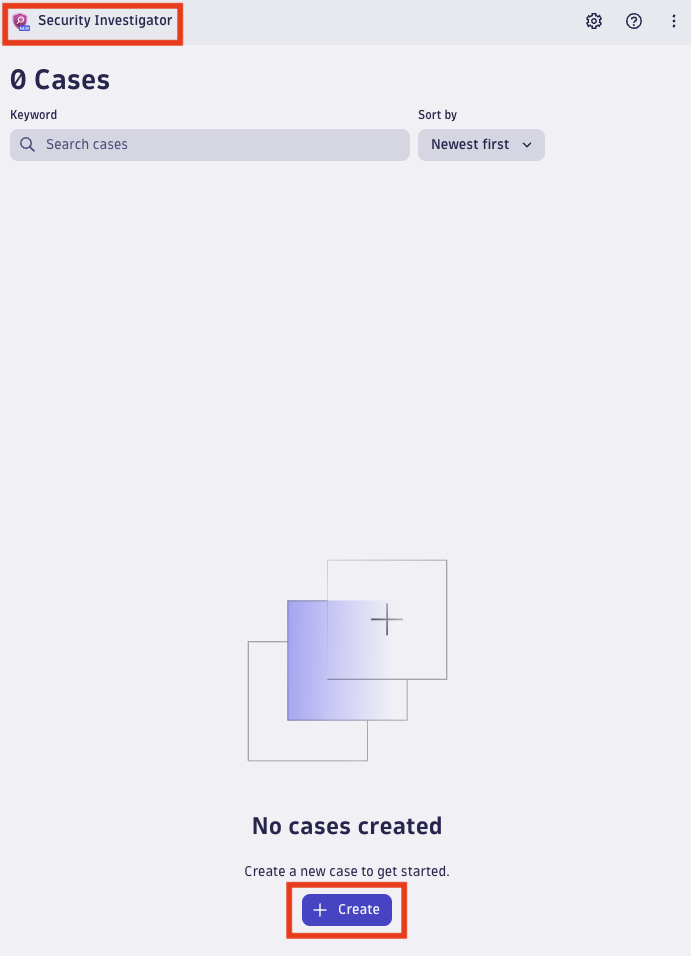 Security Investigator
NEW
0 Cases
Keyword
Sort by
Search cases
Newest first
No cases created
Create a new case to get started.
Create